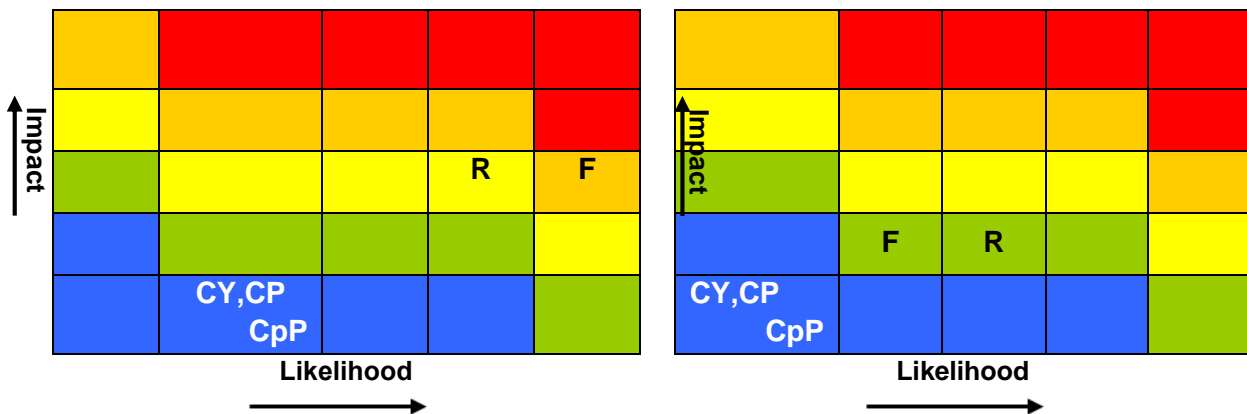 Impact
R
F
CY,CP
CpP
Likelihood
Impact
F
R
CY,CP
CpP
Likelihood